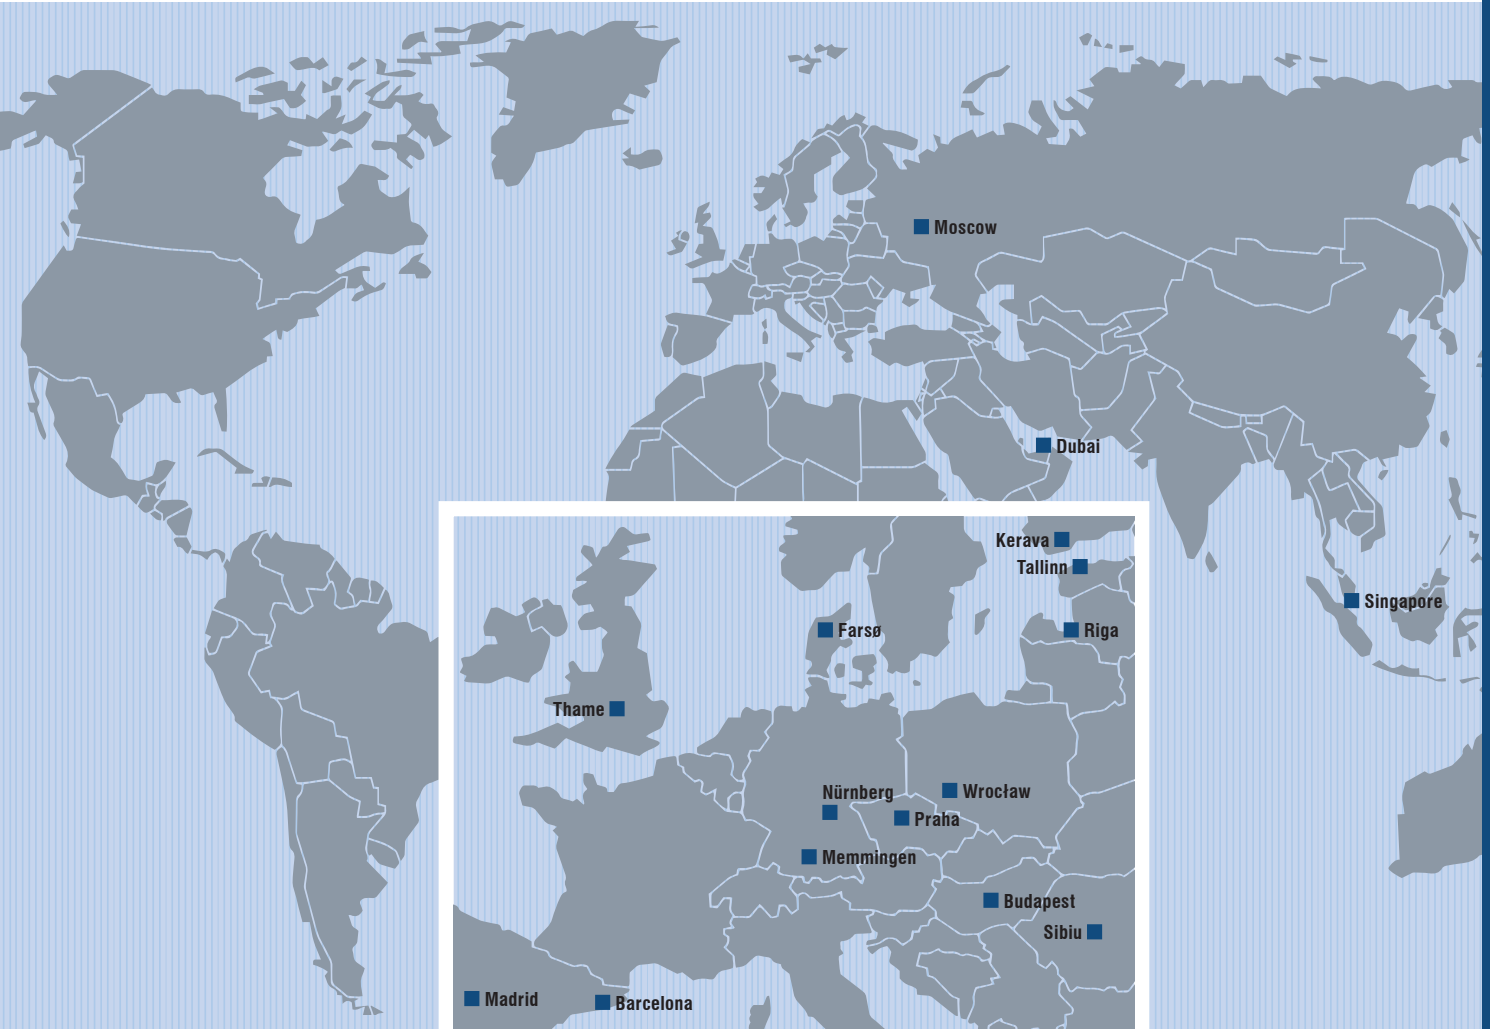 Moscow
Dubai
Kerava
Tallinn
Singapore
Farsø
Riga
Thame
Nürnberg
Wrocław
Praha
Memmingen
Budapest
Sibiu
Madrid
Barcelona